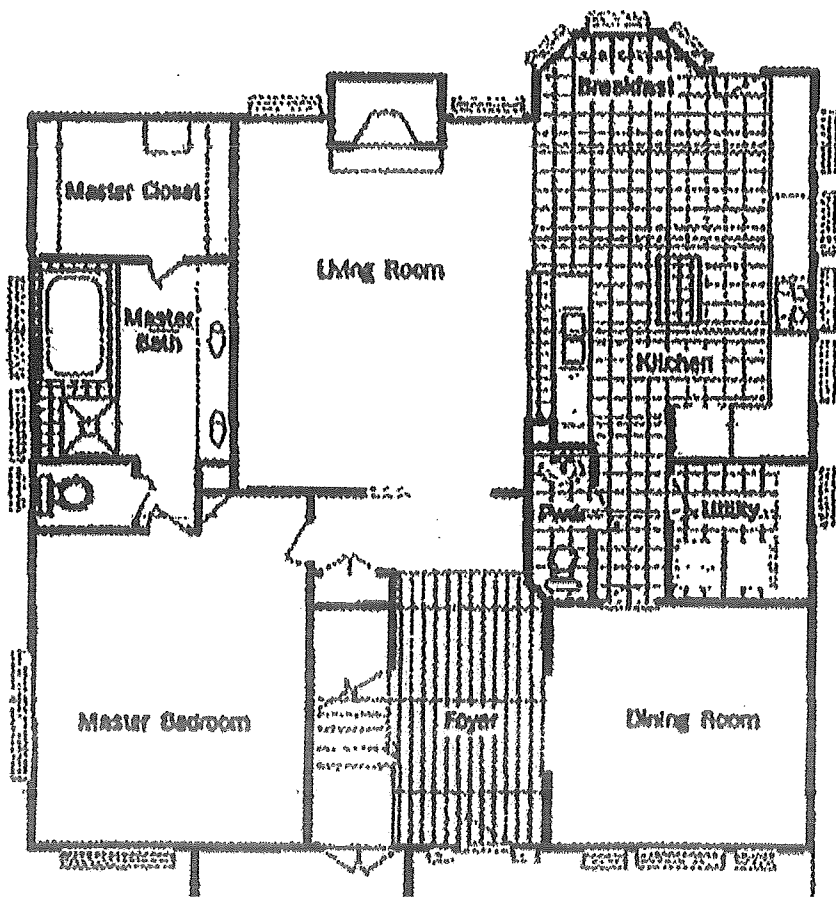 Breakfast
Master Closet
Living Room
Master
Bath
Kitchen
Pwdr
Utility
Master Bedroom
Foyer
Dining Room